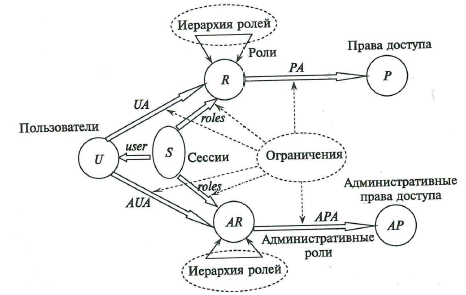 Иерархия ролей
Роли
Права доступа
R
PA
P
UA
Пользователи
roles
user
S
Сессии
U
Ограничения
roles
AUA
Административные
права доступа
AR
APA
AP
Административные
роли
Иерархия ролей